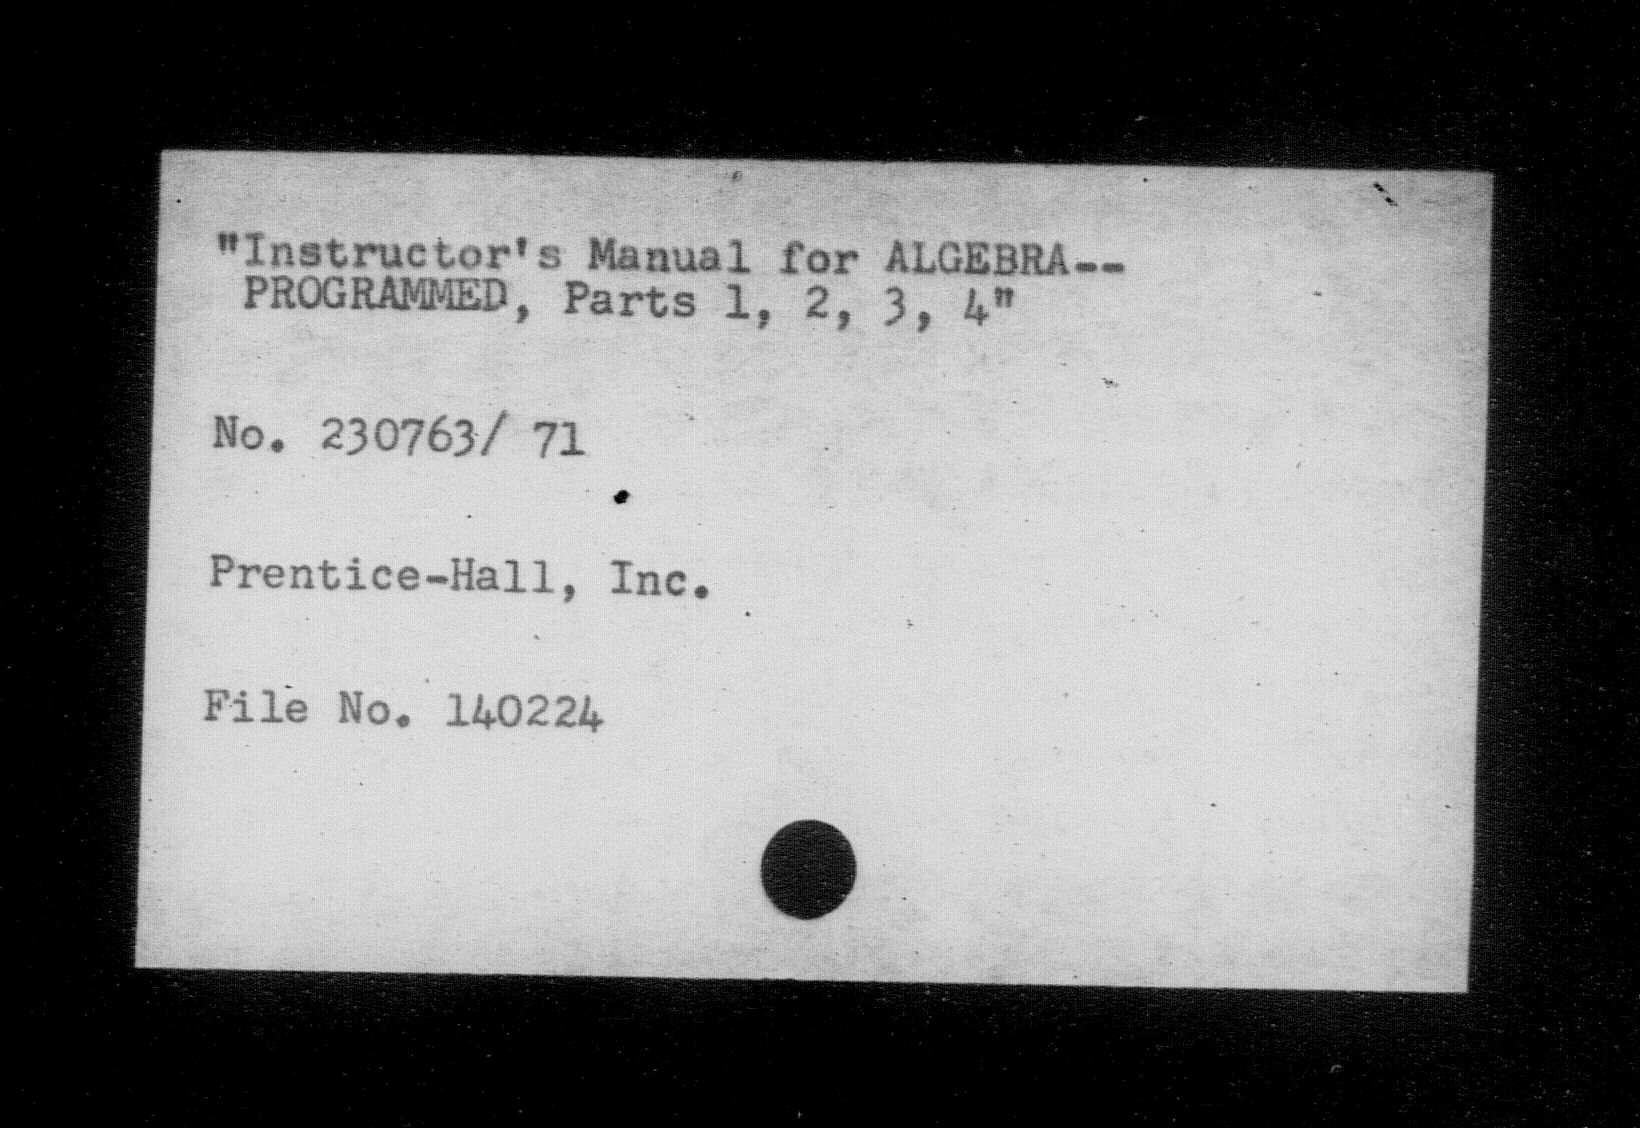 "Instructor's Manual for ALGEBRA--
PROGRAMMED, Parts 1, 2, 3, 4"
No. 230763/ 71
Prentice-Hall, Inc.
File No. 140224